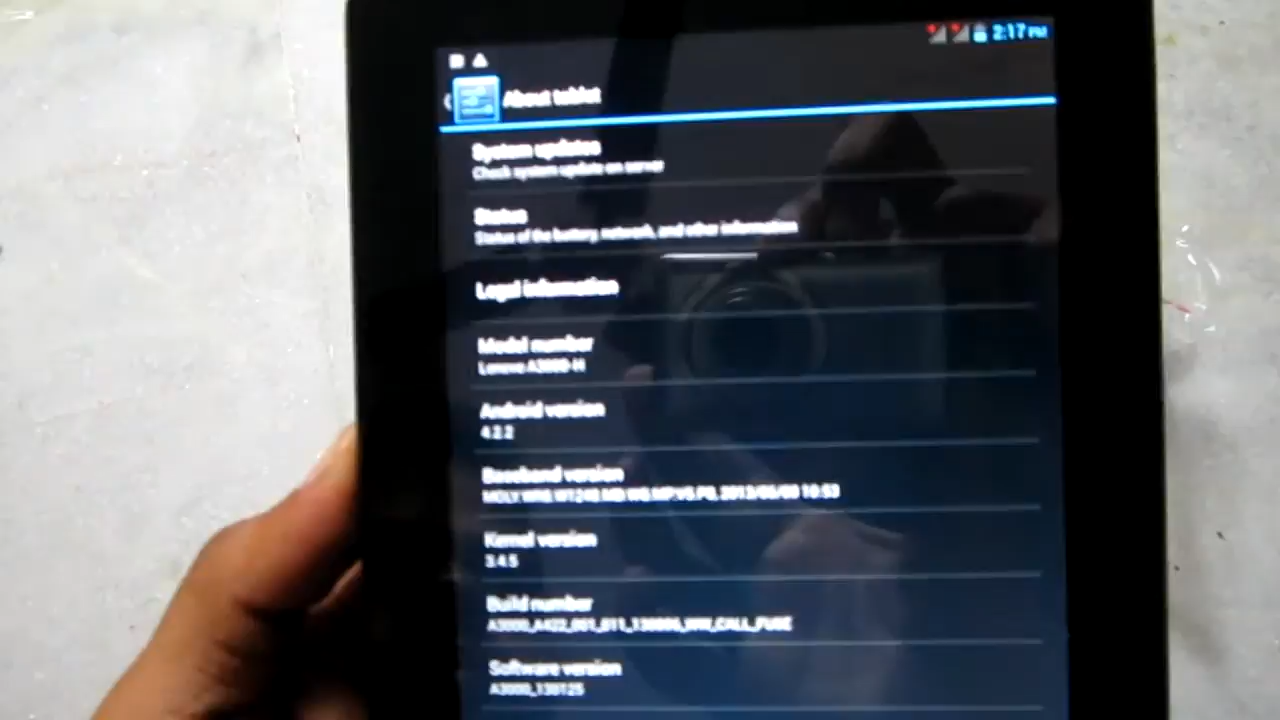 2:17 PM
About tablet
System updates
Check system update on server
Status
Status of the battery, network, and other information
Legal information
Model number
Lenovo A3000-H
Android version
4.2.2
Baseband version
10:53
Kernel version
3.4.5
Build number
Software version